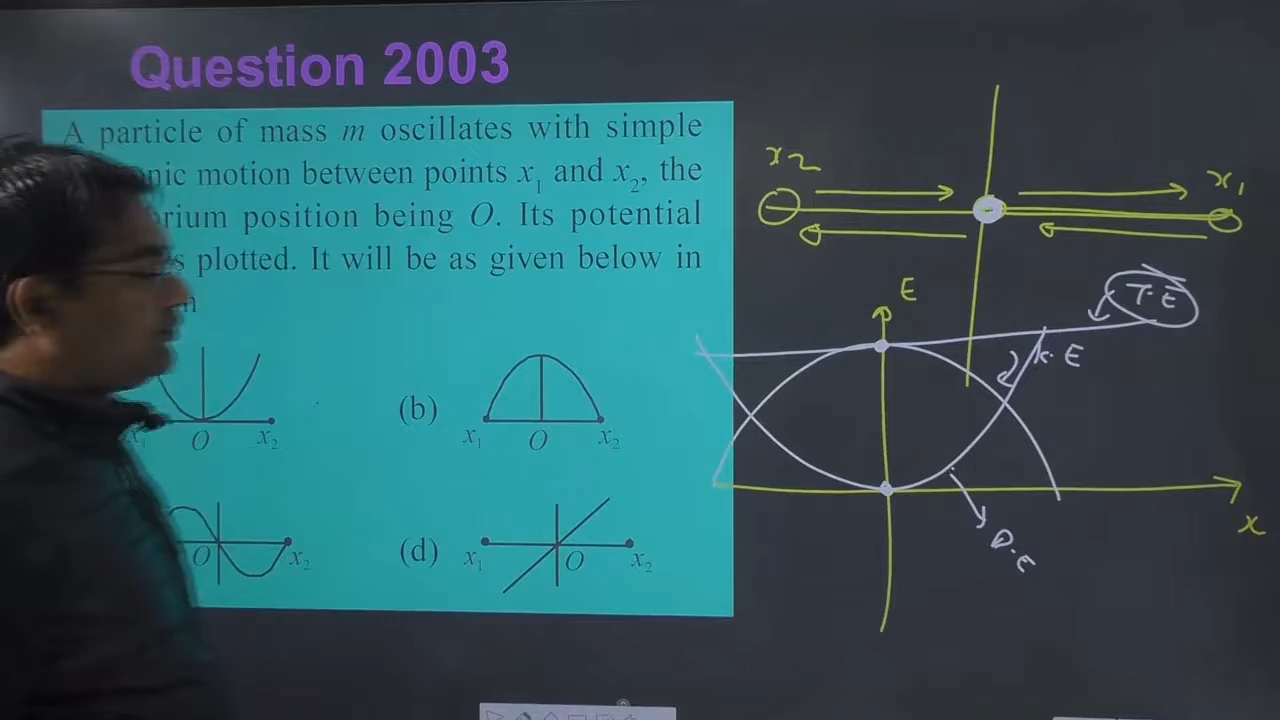 Question 2003
A particle of mass m oscillates with simple
nic motion between points x₁ and x₂, the
rium position being O. Its potential
s plotted. It will be as given below in
m
O x₂
(b) x₁ O x₂
O x₂
(d) x₁ O x₂
x2 x₁
E
T.E
K.E
P.E
x